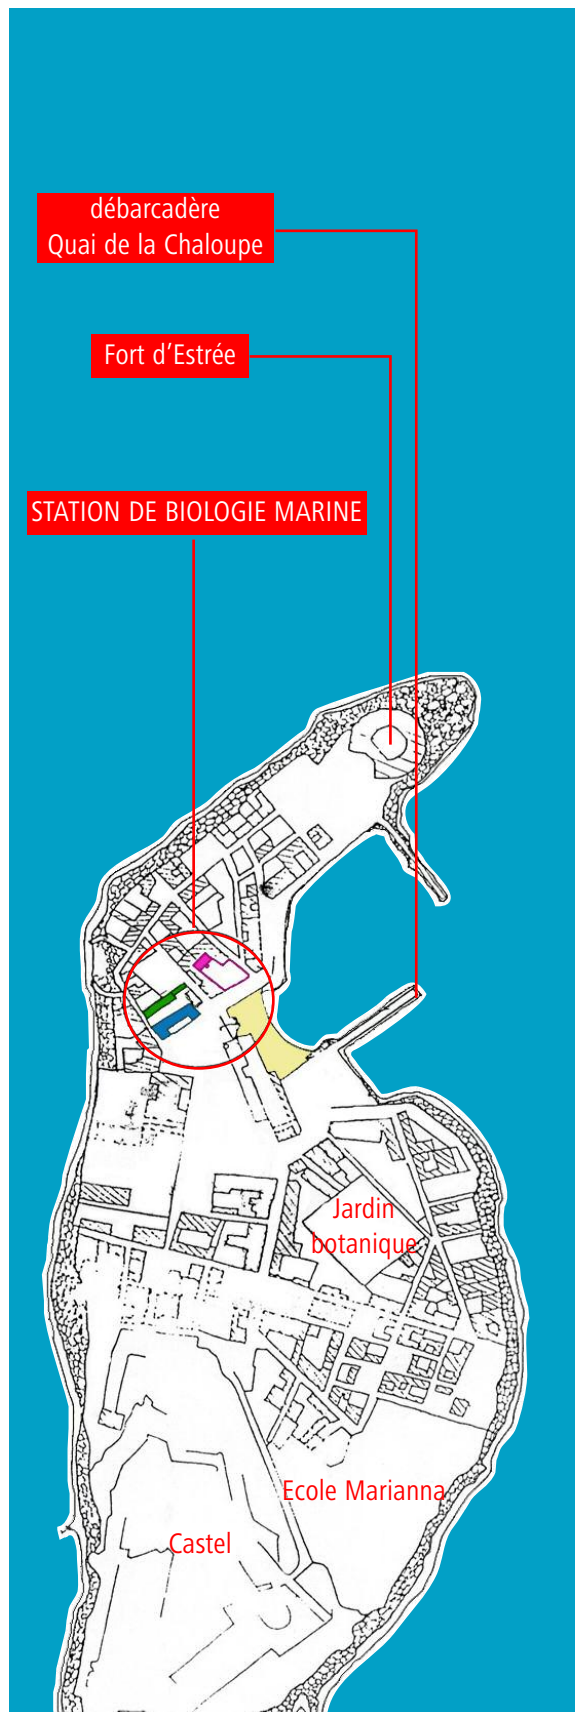 débarcadère
Quai de la Chaloupe
Fort d'Estrée
STATION DE BIOLOGIE MARINE
Jardin
botanique
Ecole Marianna
Castel